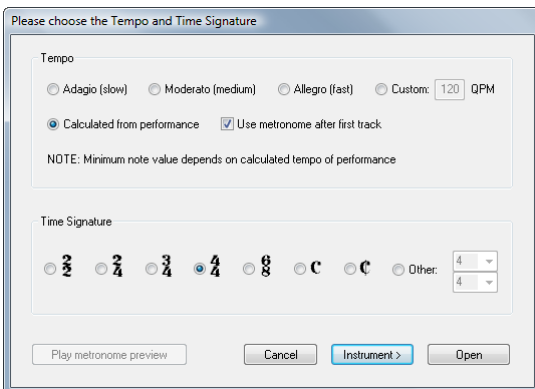 Please choose the Tempo and Time Signature
Tempo
Adagio (slow) Moderato (medium) Allegro (fast) Custom: 120 QPM
Calculated from performance Use metronome after first track
NOTE: Minimum note value depends on calculated tempo of performance
Time Signature
2/2 2/4 3/4 4/4 6/8 C ₵ Other: 4 4
Play metronome preview Cancel Instrument > Open